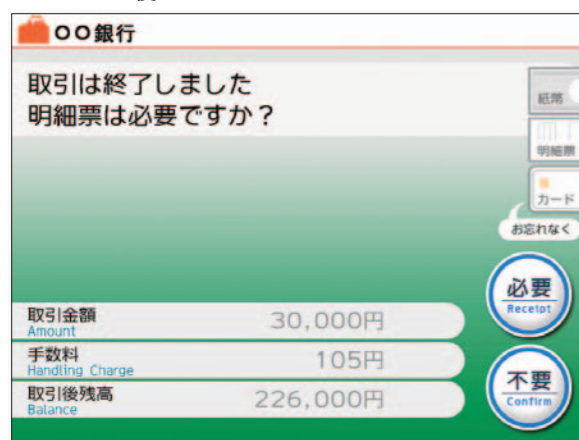 〇〇銀行
取引は終了しました
明細票は必要ですか？
紙幣
明細票
カード
お忘れなく
必要
Receipt
取引金額
Amount
30,000円
手数料
Handling Charge
105円
取引後残高
Balance
226,000円
不要
Confirm